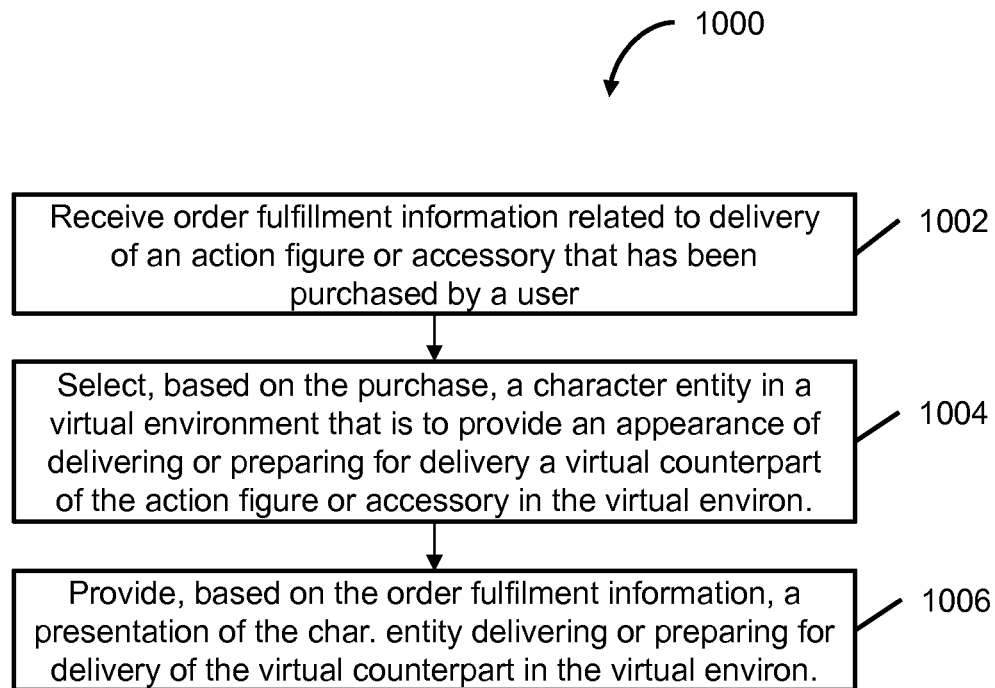 1000
Receive order fulfillment information related to delivery
of an action figure or accessory that has been
purchased by a user
1002
Select, based on the purchase, a character entity in a
virtual environment that is to provide an appearance of
delivering or preparing for delivery a virtual counterpart
of the action figure or accessory in the virtual environ.
1004
Provide, based on the order fulfilment information, a
presentation of the char. entity delivering or preparing for
delivery of the virtual counterpart in the virtual environ.
1006